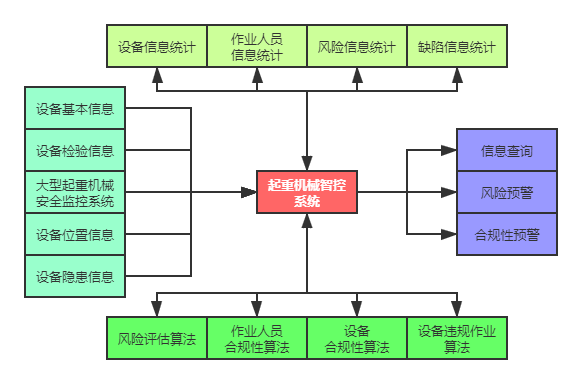 设备信息统计
作业人员
信息统计
风险信息统计
缺陷信息统计
设备基本信息
设备检验信息
大型起重机械
安全监控系统
设备位置信息
设备隐患信息
起重机械智控
系统
信息查询
风险预警
合规性预警
风险评估算法
作业人员
合规性算法
设备
合规性算法
设备违规作业
算法